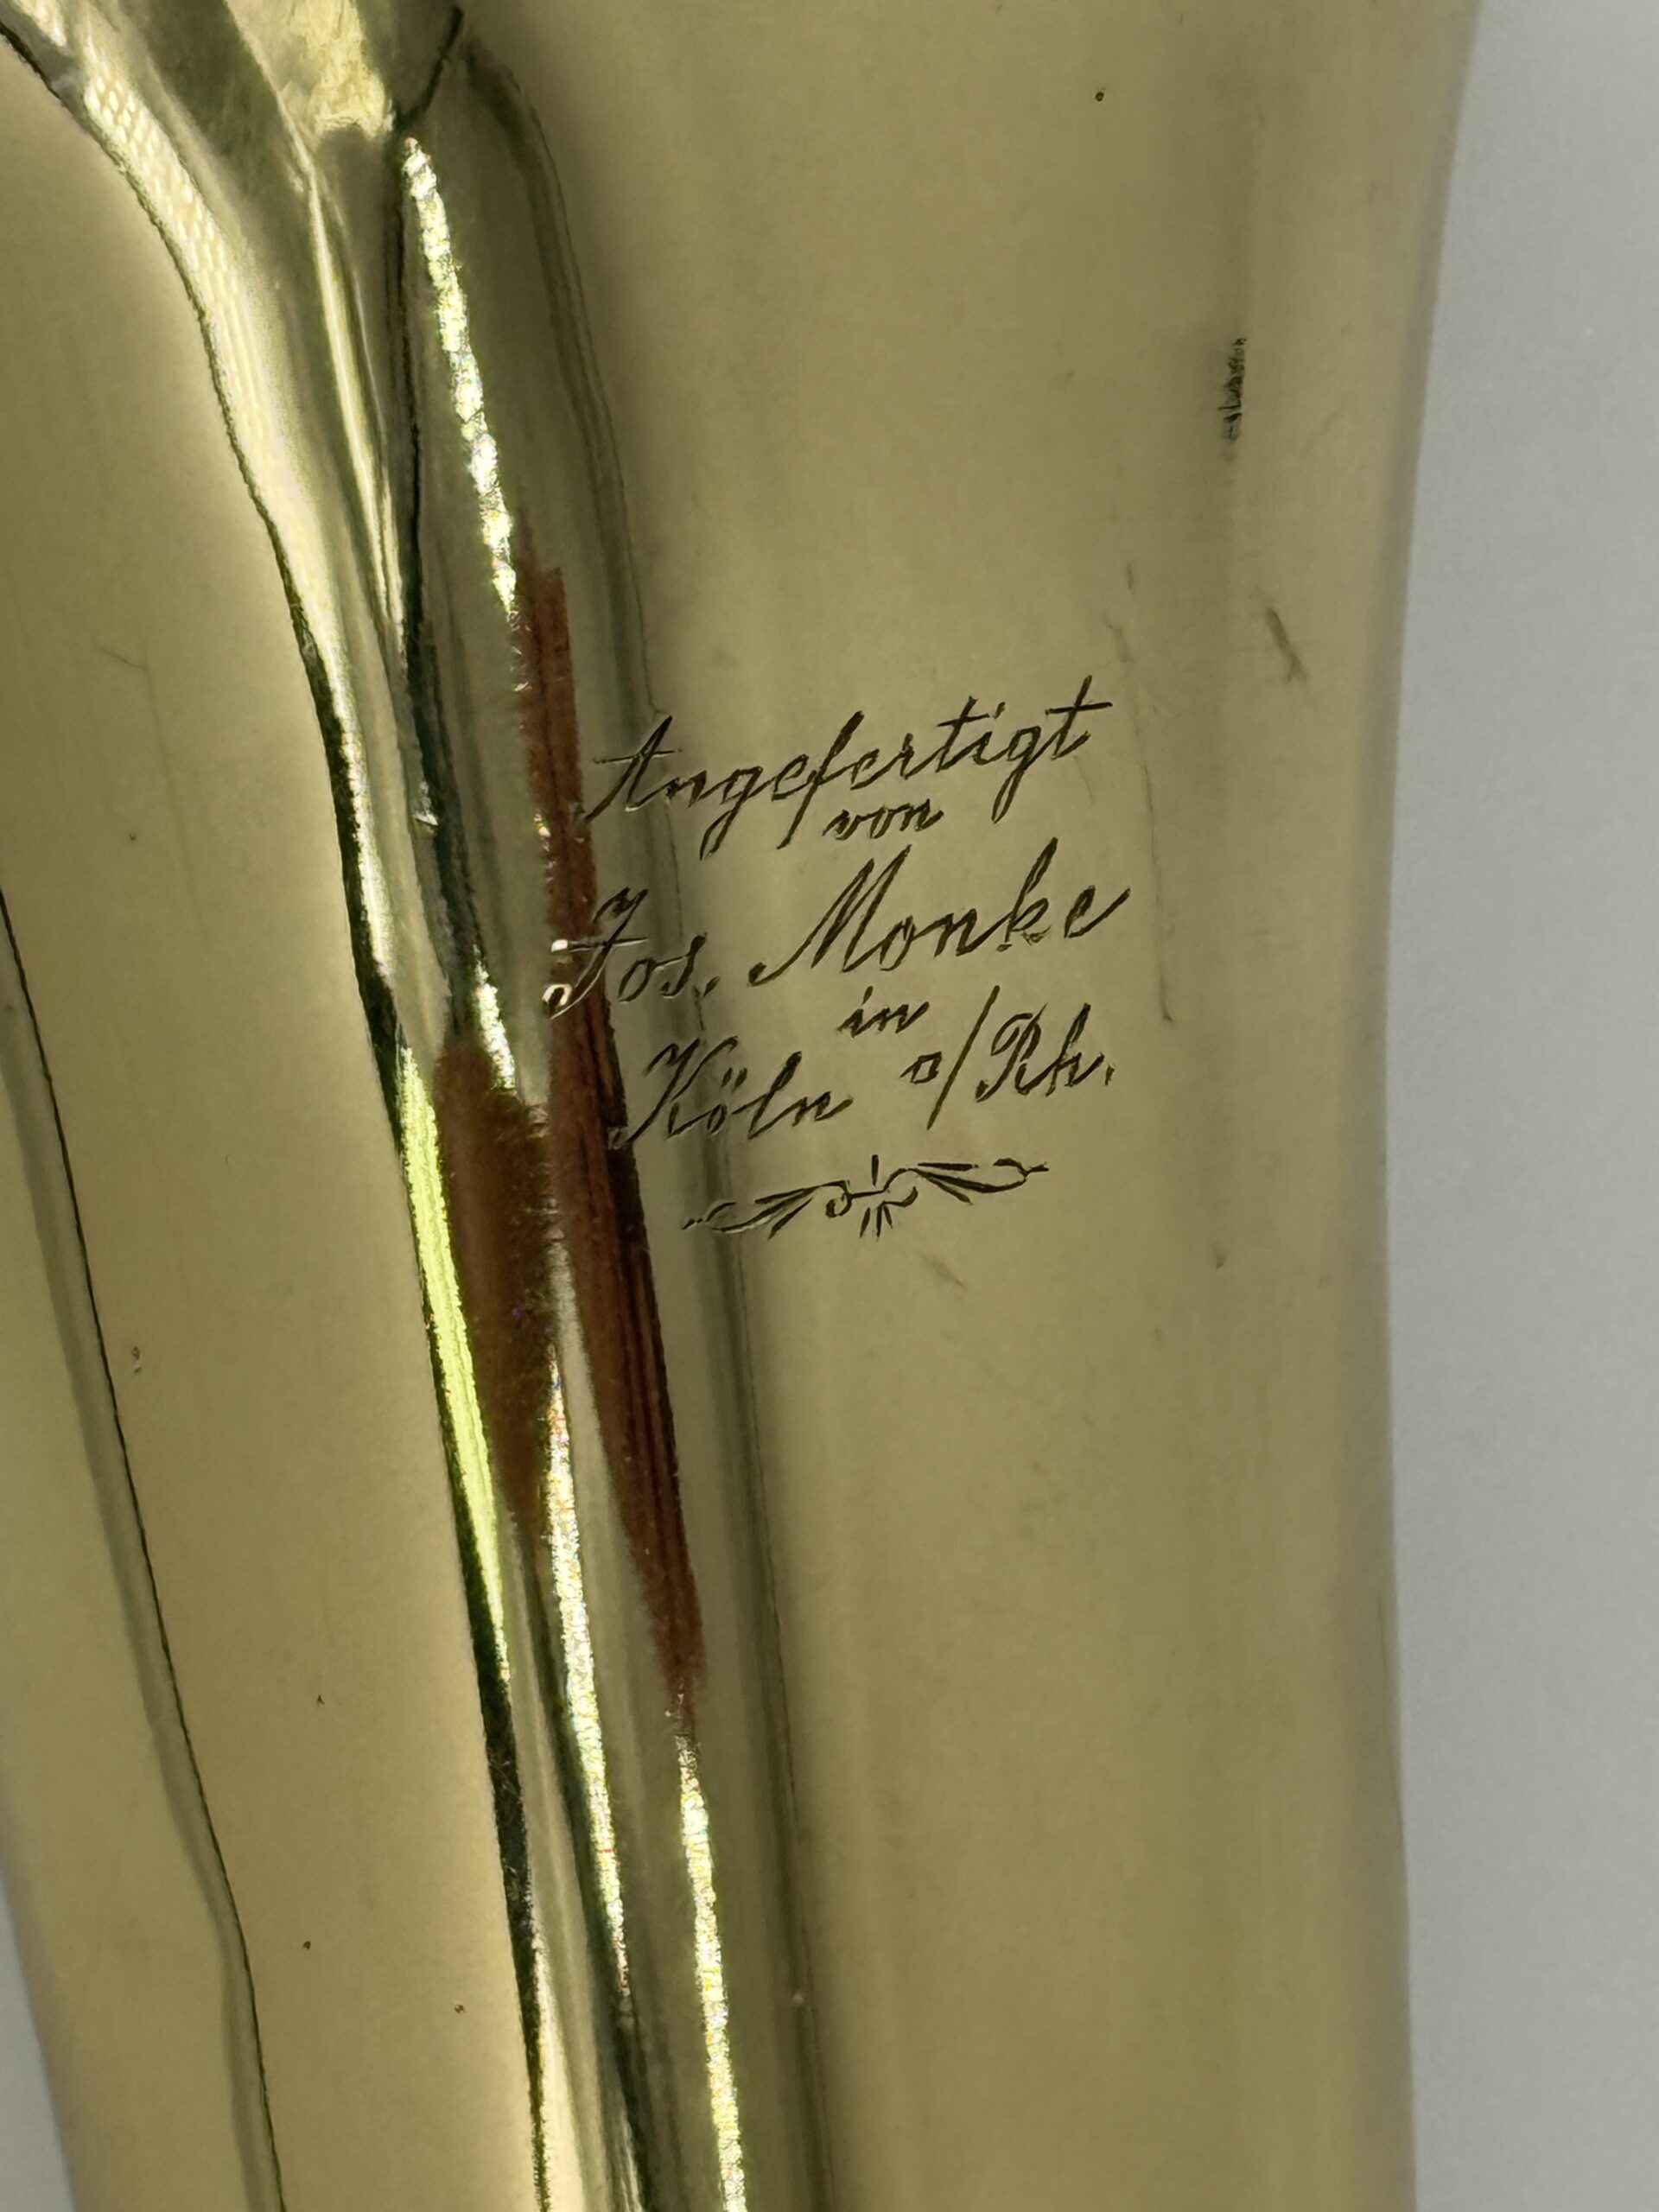 Angefertigt
von
Jos. Monke
in
Köln a/Rh.